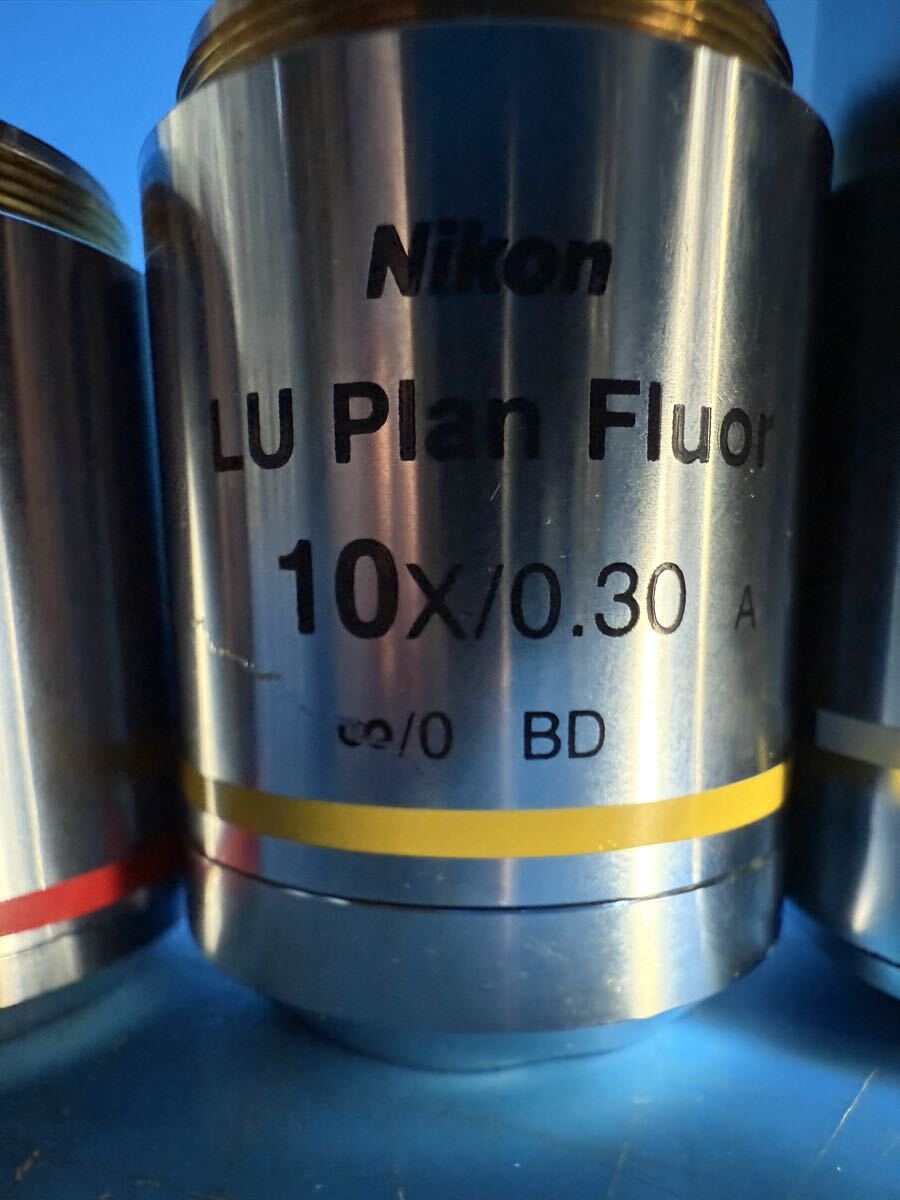 Nikon
LU Plan Fluor
10x/0.30 A
∞/0 BD